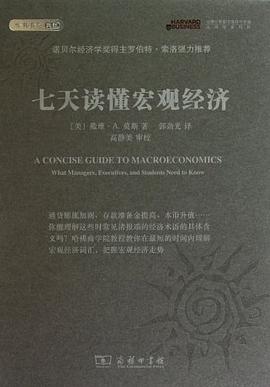 HARVARD
BUSINESS
诺贝尔经济学奖得主罗伯特·索洛强力推荐
七天读懂宏观经济
[美] 戴维·A. 莫斯 著 郭劲光 译
高静美 审校
A CONCISE GUIDE TO MACROECONOMICS
What Managers, Executives, and Students Need to Know
通货膨胀加剧,存款准备金提高,本币升值……
你能理解这些时常见诸报端的经济术语的具体含
义吗?哈佛商学院教授教你在最短的时间内理解
宏观经济词汇,把握宏观经济走势
商务印书馆
The Commercial Press